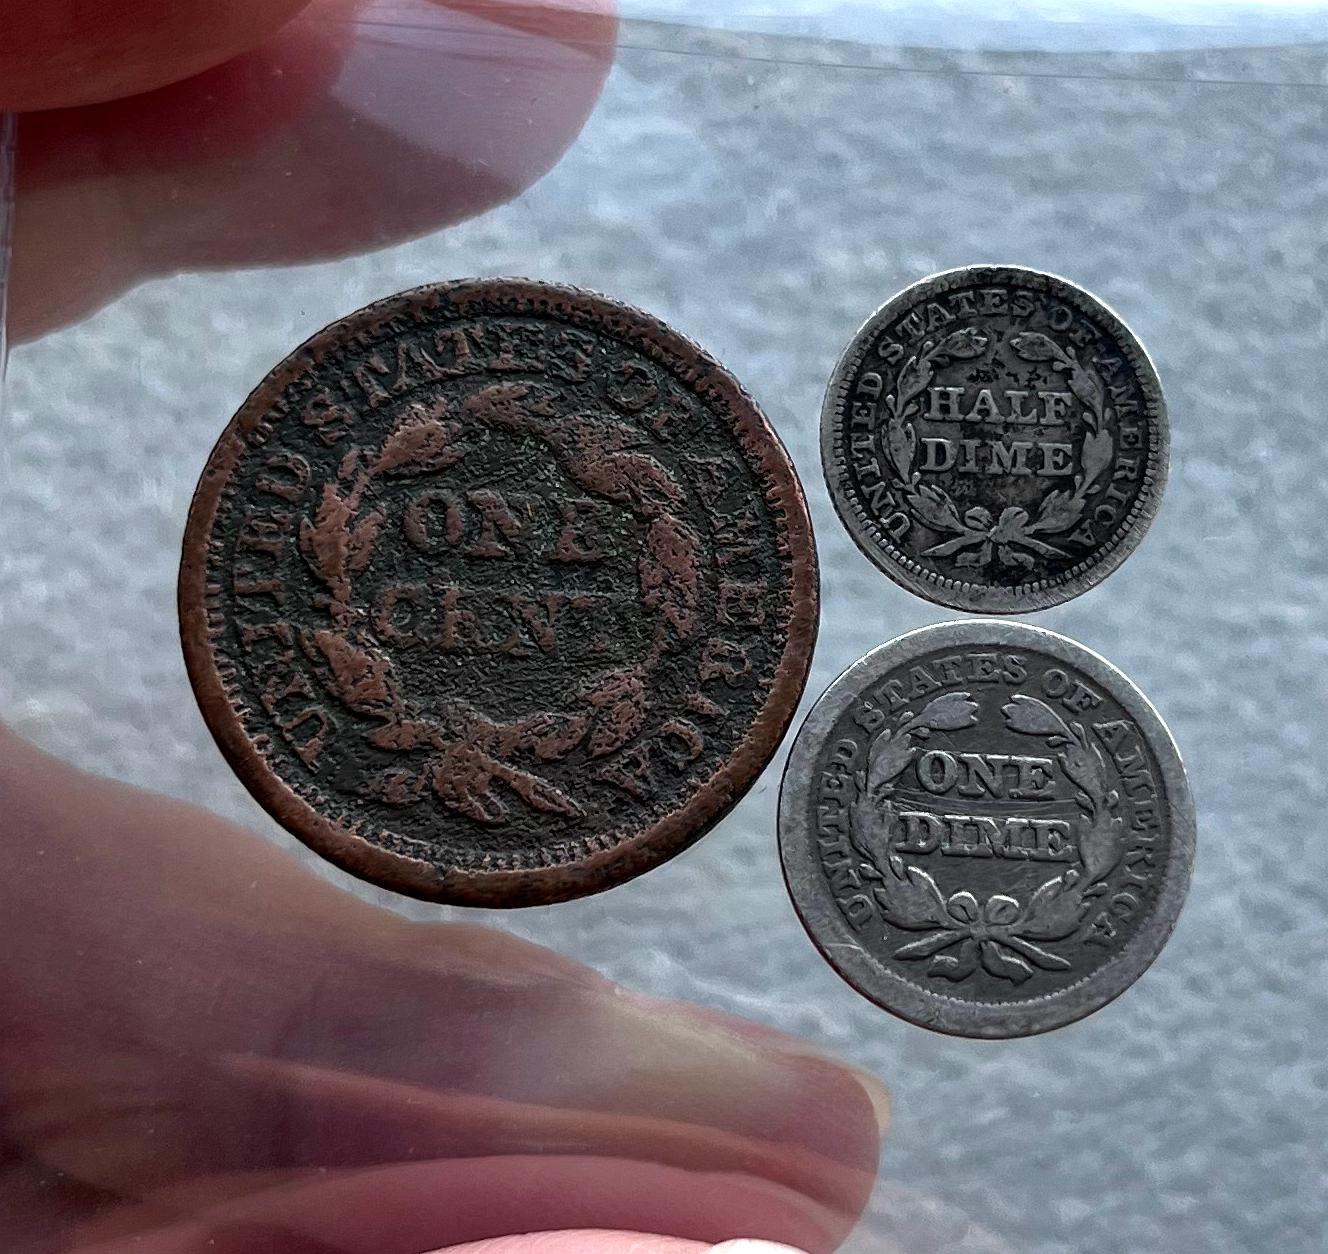 UNITED STATES OF AMERICA
ONE
CENT
UNITED STATES OF AMERICA
HALF
DIME
UNITED STATES OF AMERICA
ONE
DIME